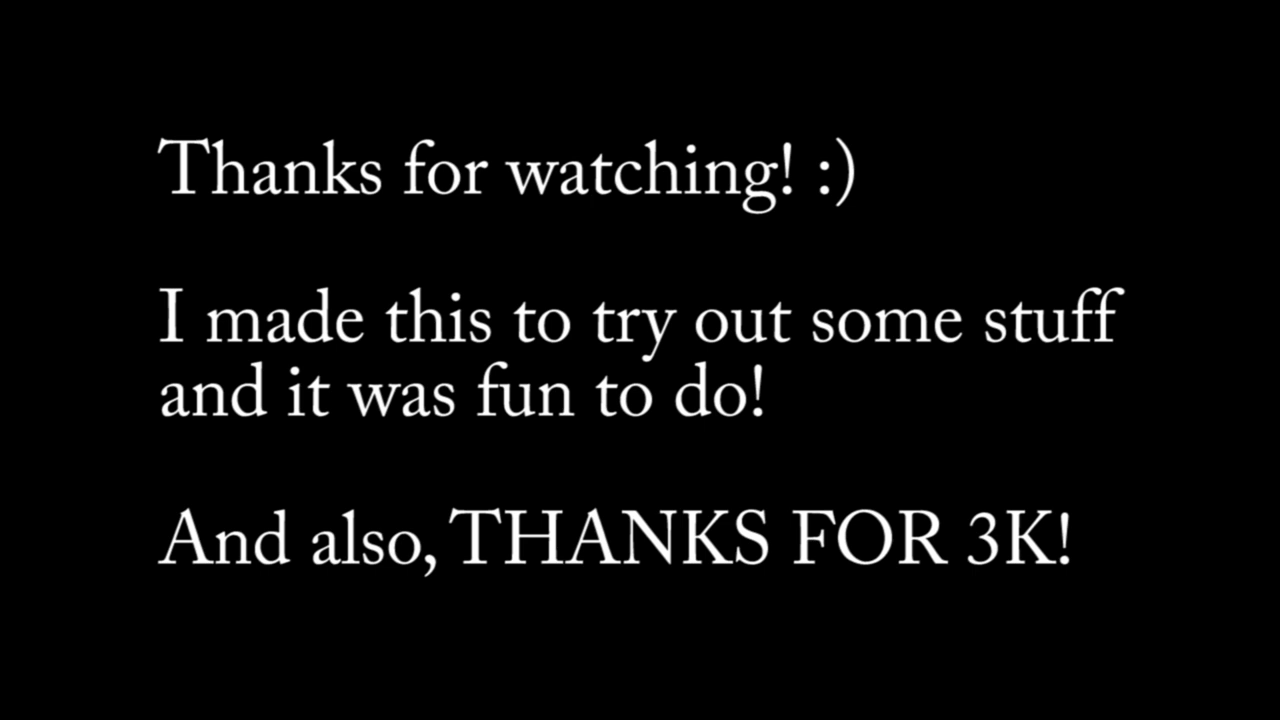 Thanks for watching! :)
I made this to try out some stuff
and it was fun to do!
And also, THANKS FOR 3K!